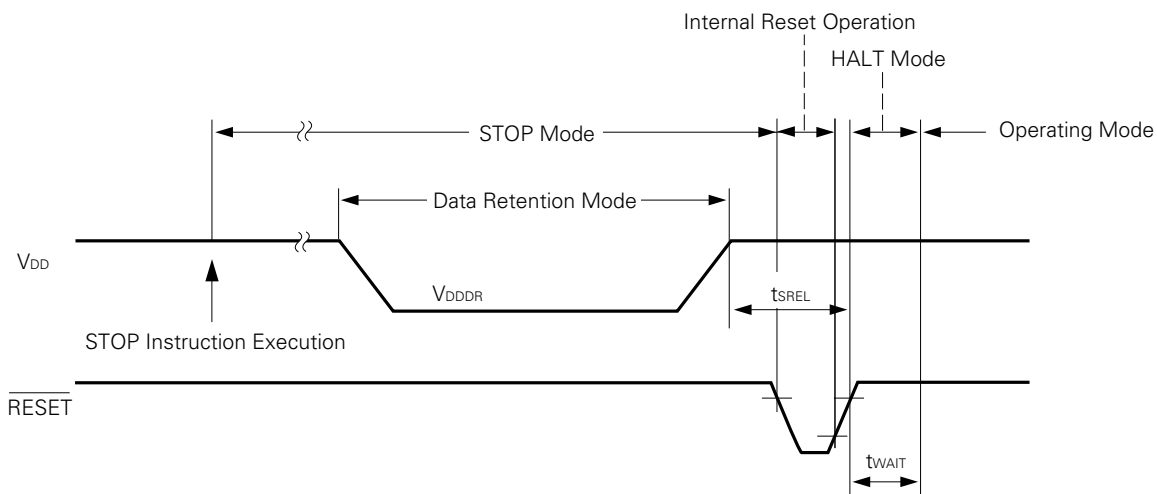 Internal Reset Operation
HALT Mode
STOP Mode
Operating Mode
Data Retention Mode
VDD
VDDDR
tSREL
STOP Instruction Execution
RESET
tWAIT